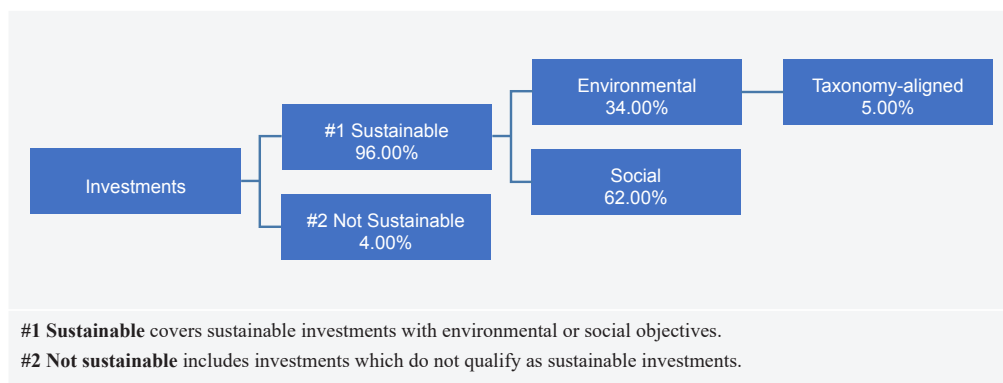 Investments
#1 Sustainable
96.00%
#2 Not Sustainable
4.00%
Environmental
34.00%
Social
62.00%
Taxonomy-aligned
5.00%
#1 Sustainable covers sustainable investments with environmental or social objectives.
#2 Not sustainable includes investments which do not qualify as sustainable investments.